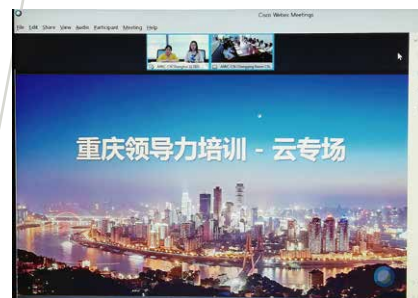 Cisco Webex Meetings
File Edit Share View Audio Participant Meeting Help
重庆领导力培训 - 云专场